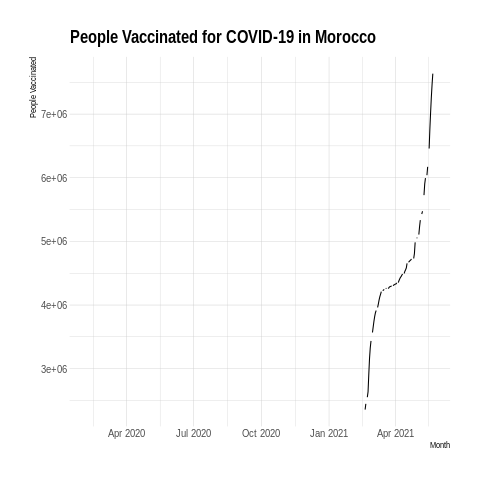 People Vaccinated for COVID-19 in Morocco
People Vaccinated
7e+06
6e+06
5e+06
4e+06
3e+06
Apr 2020 Jul 2020 Oct 2020 Jan 2021 Apr 2021
Month